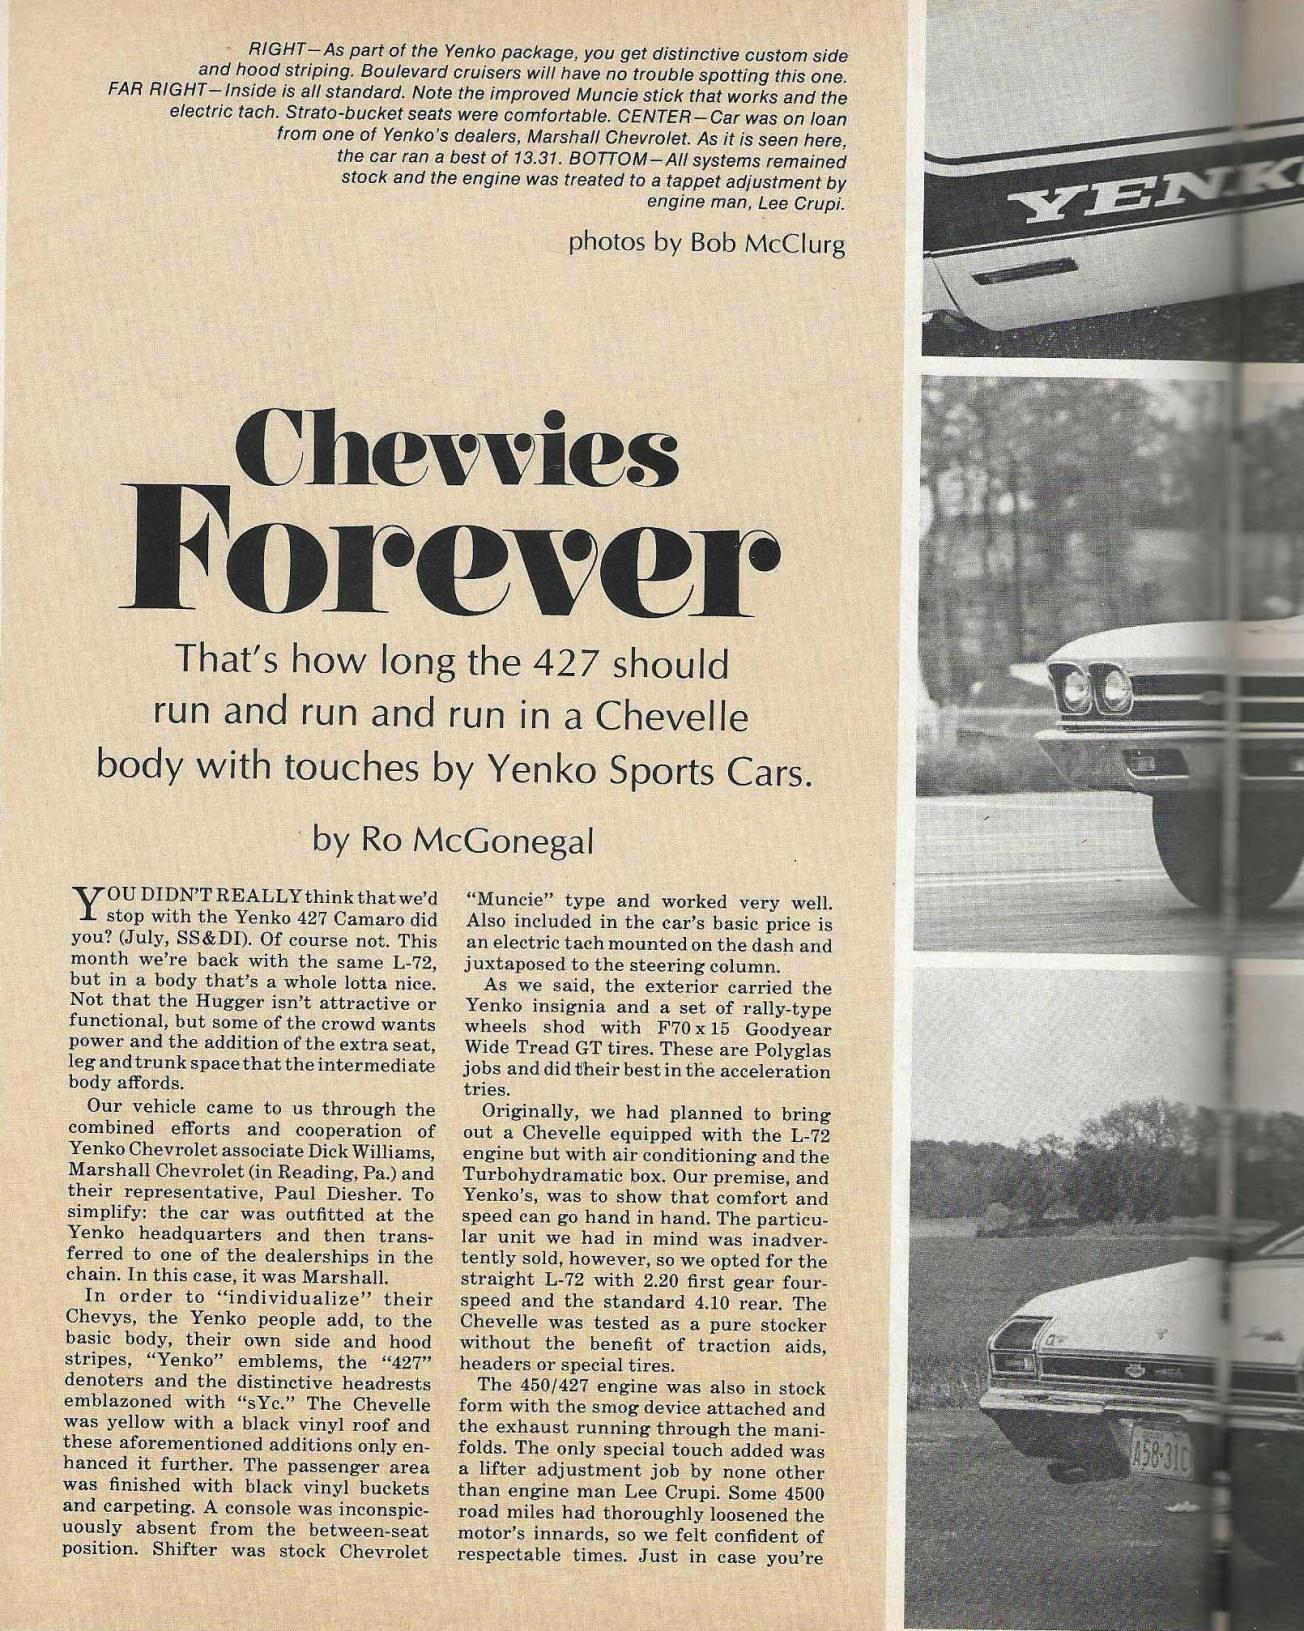 RIGHT—As part of the Yenko package, you get distinctive custom side
and hood striping. Boulevard cruisers will have no trouble spotting this one.
FAR RIGHT—Inside is all standard. Note the improved Muncie stick that works and the
electric tach. Strato-bucket seats were comfortable. CENTER—Car was on loan
from one of Yenko's dealers, Marshall Chevrolet. As it is seen here,
the car ran a best of 13.31. BOTTOM—All systems remained
stock and the engine was treated to a tappet adjustment by
engine man, Lee Crupi.
photos by Bob McClurg
Chevvies
Forever
That's how long the 427 should
run and run and run in a Chevelle
body with touches by Yenko Sports Cars.
by Ro McGonegal
YOU DIDN'T REALLY think that we'd
stop with the Yenko 427 Camaro did
you? (July, SS&DI). Of course not. This
month we're back with the same L-72,
but in a body that's a whole lotta nice.
Not that the Hugger isn't attractive or
functional, but some of the crowd wants
power and the addition of the extra seat,
leg and trunk space that the intermediate
body affords.
Our vehicle came to us through the
combined efforts and cooperation of
Yenko Chevrolet associate Dick Williams,
Marshall Chevrolet (in Reading, Pa.) and
their representative, Paul Diesher. To
simplify: the car was outfitted at the
Yenko headquarters and then trans-
ferred to one of the dealerships in the
chain. In this case, it was Marshall.
In order to "individualize" their
Chevys, the Yenko people add, to the
basic body, their own side and hood
stripes, "Yenko" emblems, the "427"
denoters and the distinctive headrests
emblazoned with "sYc." The Chevelle
was yellow with a black vinyl roof and
these aforementioned additions only en-
hanced it further. The passenger area
was finished with black vinyl buckets
and carpeting. A console was inconspic-
uously absent from the between-seat
position. Shifter was stock Chevrolet
"Muncie" type and worked very well.
Also included in the car's basic price is
an electric tach mounted on the dash and
juxtaposed to the steering column.
As we said, the exterior carried the
Yenko insignia and a set of rally-type
wheels shod with F70 x 15 Goodyear
Wide Tread GT tires. These are Polyglas
jobs and did their best in the acceleration
tries.
Originally, we had planned to bring
out a Chevelle equipped with the L-72
engine but with air conditioning and the
Turbohydramatic box. Our premise, and
Yenko's, was to show that comfort and
speed can go hand in hand. The particu-
lar unit we had in mind was inadver-
tently sold, however, so we opted for the
straight L-72 with 2.20 first gear four-
speed and the standard 4.10 rear. The
Chevelle was tested as a pure stocker
without the benefit of traction aids,
headers or special tires.
The 450/427 engine was also in stock
form with the smog device attached and
the exhaust running through the mani-
folds. The only special touch added was
a lifter adjustment job by none other
than engine man Lee Crupi. Some 4500
road miles had thoroughly loosened the
motor's innards, so we felt confident of
respectable times. Just in case you're
YENKO
A58·31C